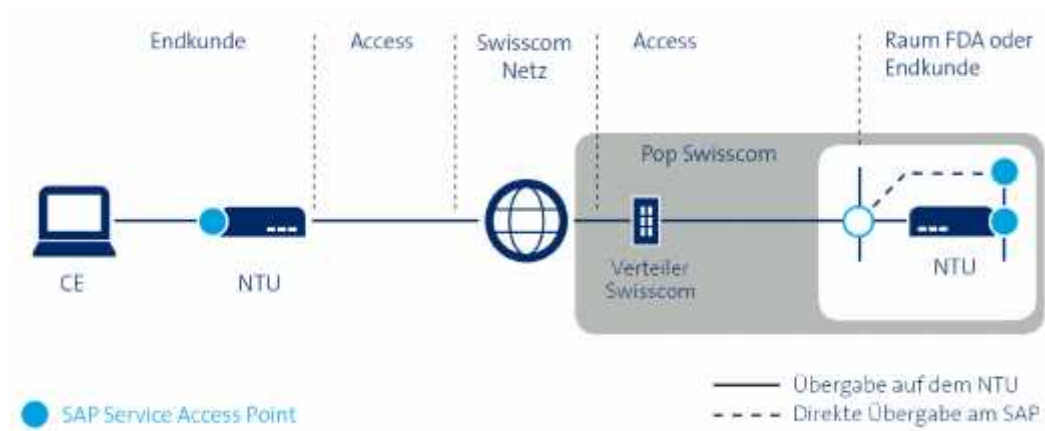 Endkunde
Access
Swisscom
Netz
Access
Raum FDA oder
Endkunde
Pop Swisscom
CE
NTU
Verteiler
Swisscom
NTU
SAP Service Access Point
Übergabe auf dem NTU
Direkte Übergabe am SAP